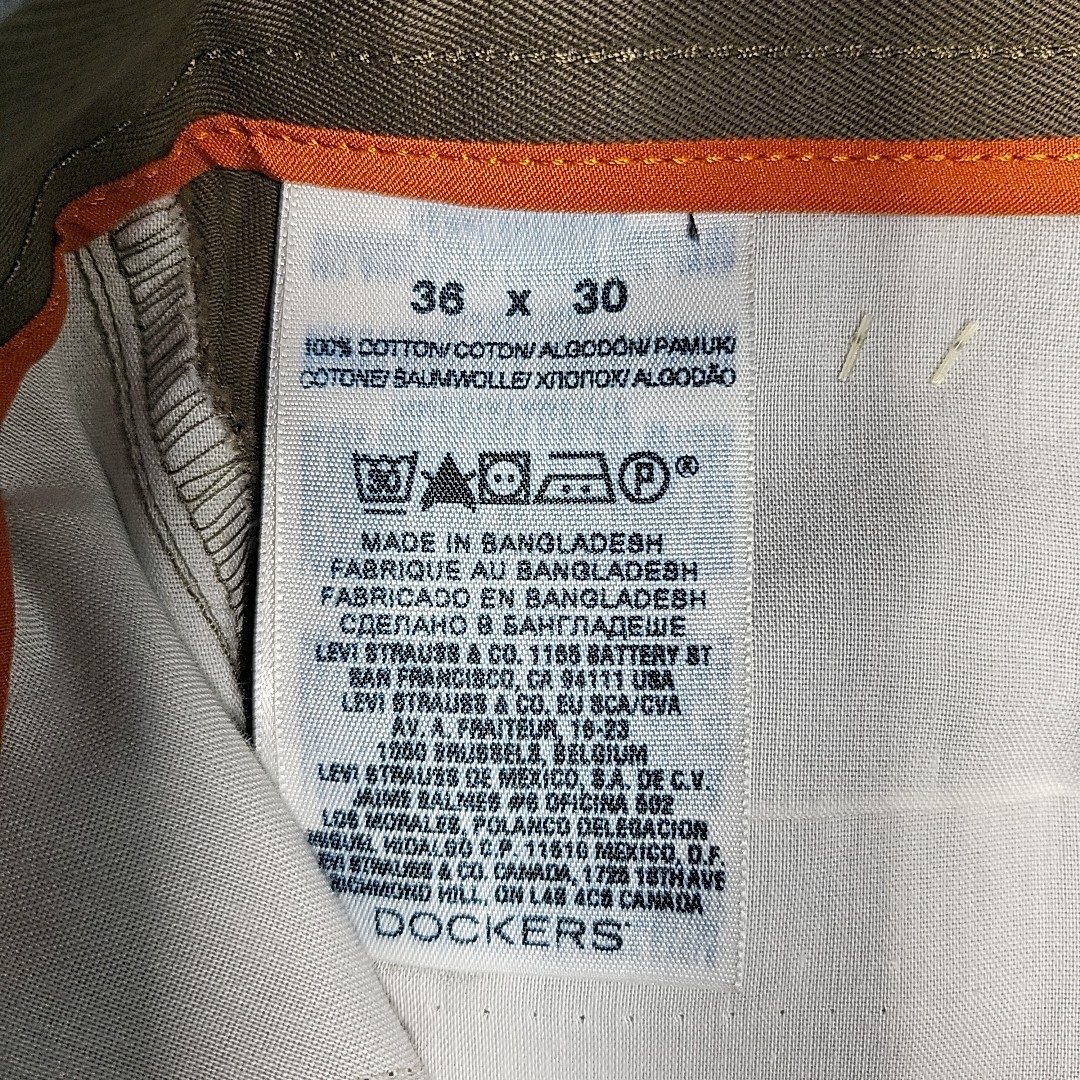 36 x 30
100% COTTON/COTON/ALGODÓN/PAMUK/
COTONE/BAUMWOLLE/ХЛОПОК/ALGODÃO
30 P ®
MADE IN BANGLADESH
FABRIQUE AU BANGLADESH
FABRICADO EN BANGLADESH
СДЕЛАНО В БАНГЛАДЕШЕ
LEVI STRAUSS & CO. 1155 BATTERY ST
SAN FRANCISCO, CA 94111 USA
LEVI STRAUSS & CO. EU SCA/CVA
AV. A. FRAITEUR, 15-23
1050 BRUSSELS, BELGIUM
LEVI STRAUSS DE MEXICO, S.A. DE C.V.
JAIME BALMES #8 OFICINA 602
LOS MORALES, POLANCO DELEGACION
MIGUEL HIDALGO C.P. 11510 MEXICO, D.F.
LEVI STRAUSS & CO. CANADA, 1725 16TH AVE
RICHMOND HILL, ON L4B 4C6 CANADA
DOCKERS